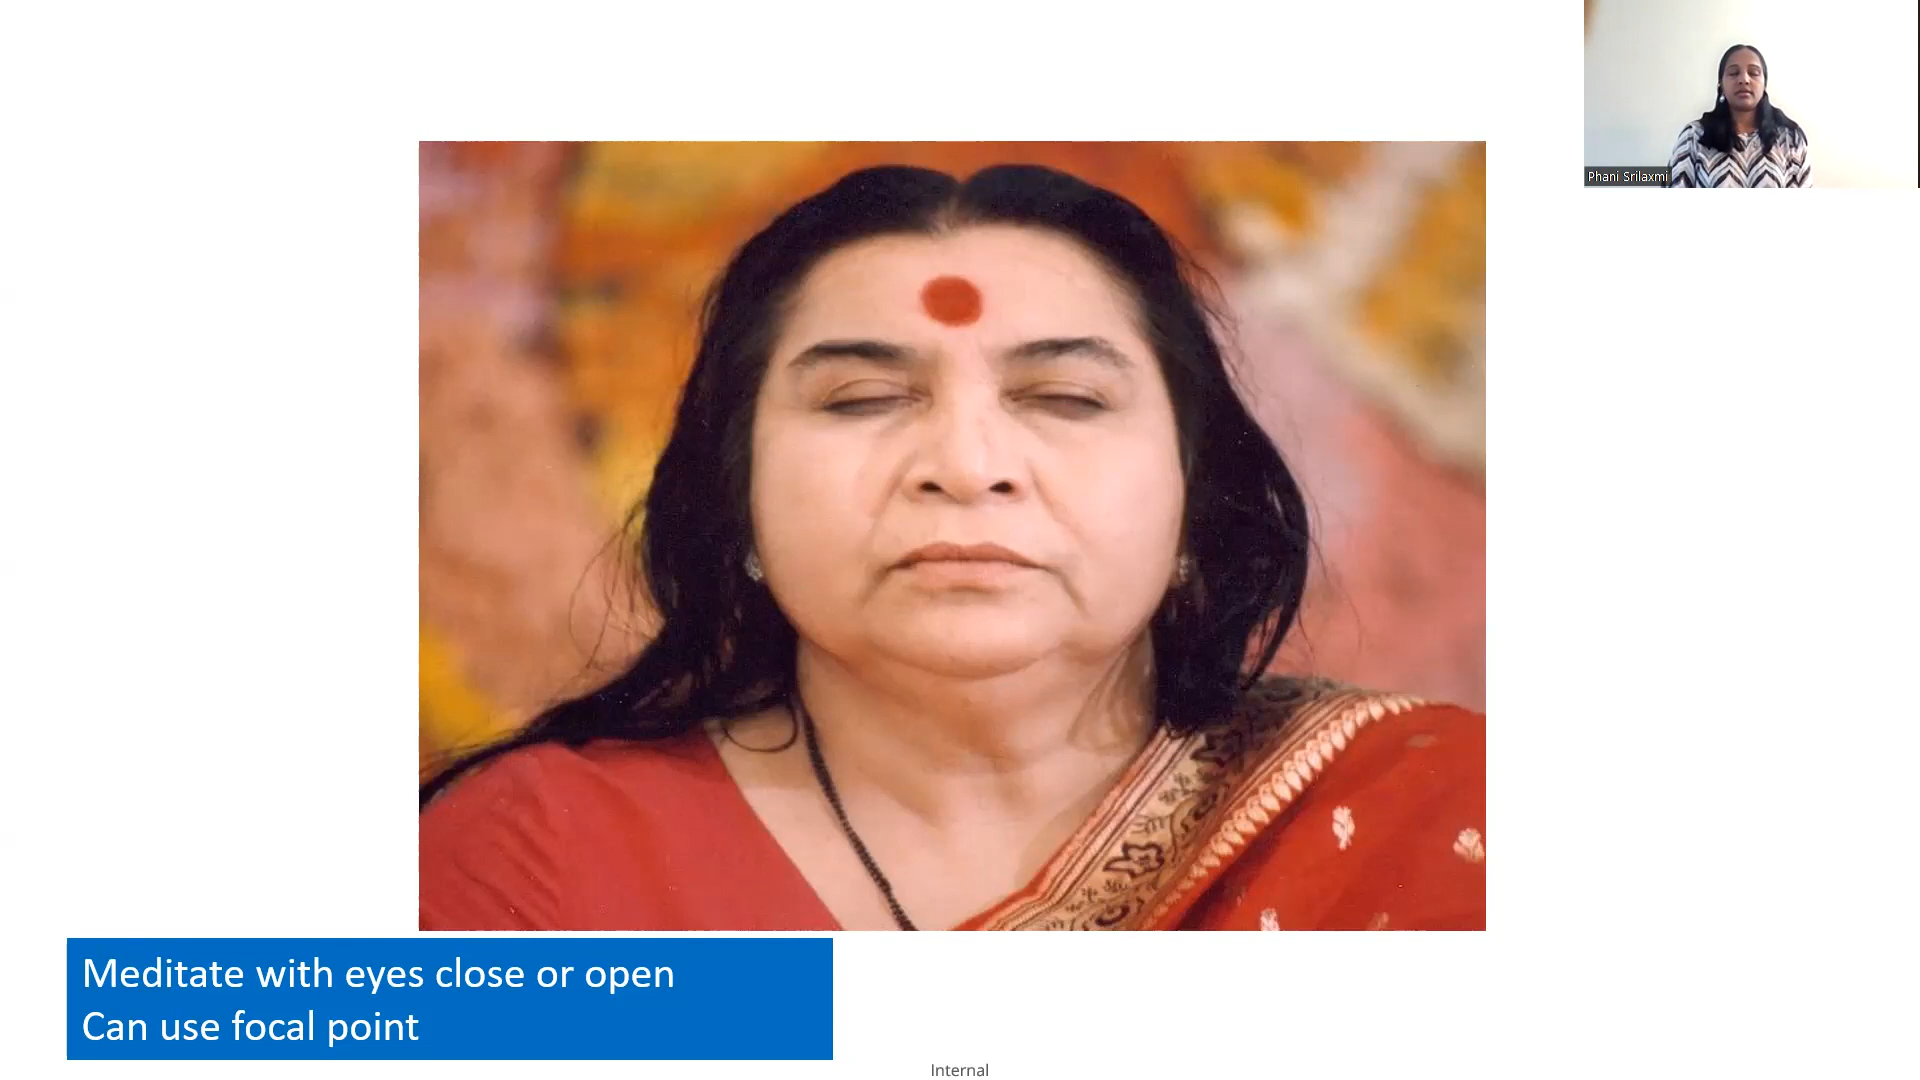 Phani Srilaxmi
Meditate with eyes close or open
Can use focal point
Internal